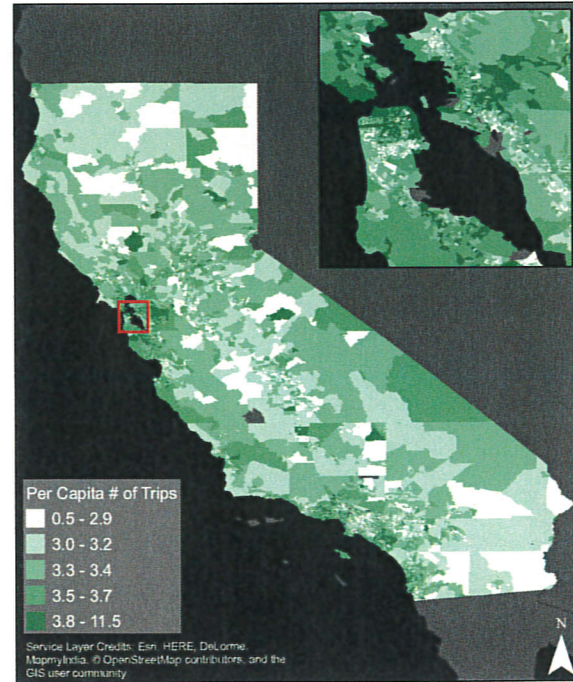 Per Capita # of Trips
0.5 - 2.9
3.0 - 3.2
3.3 - 3.4
3.5 - 3.7
3.8 - 11.5
Service Layer Credits: Esri, HERE, DeLorme,
MapmyIndia, © OpenStreetMap contributors, and the
GIS user community
N